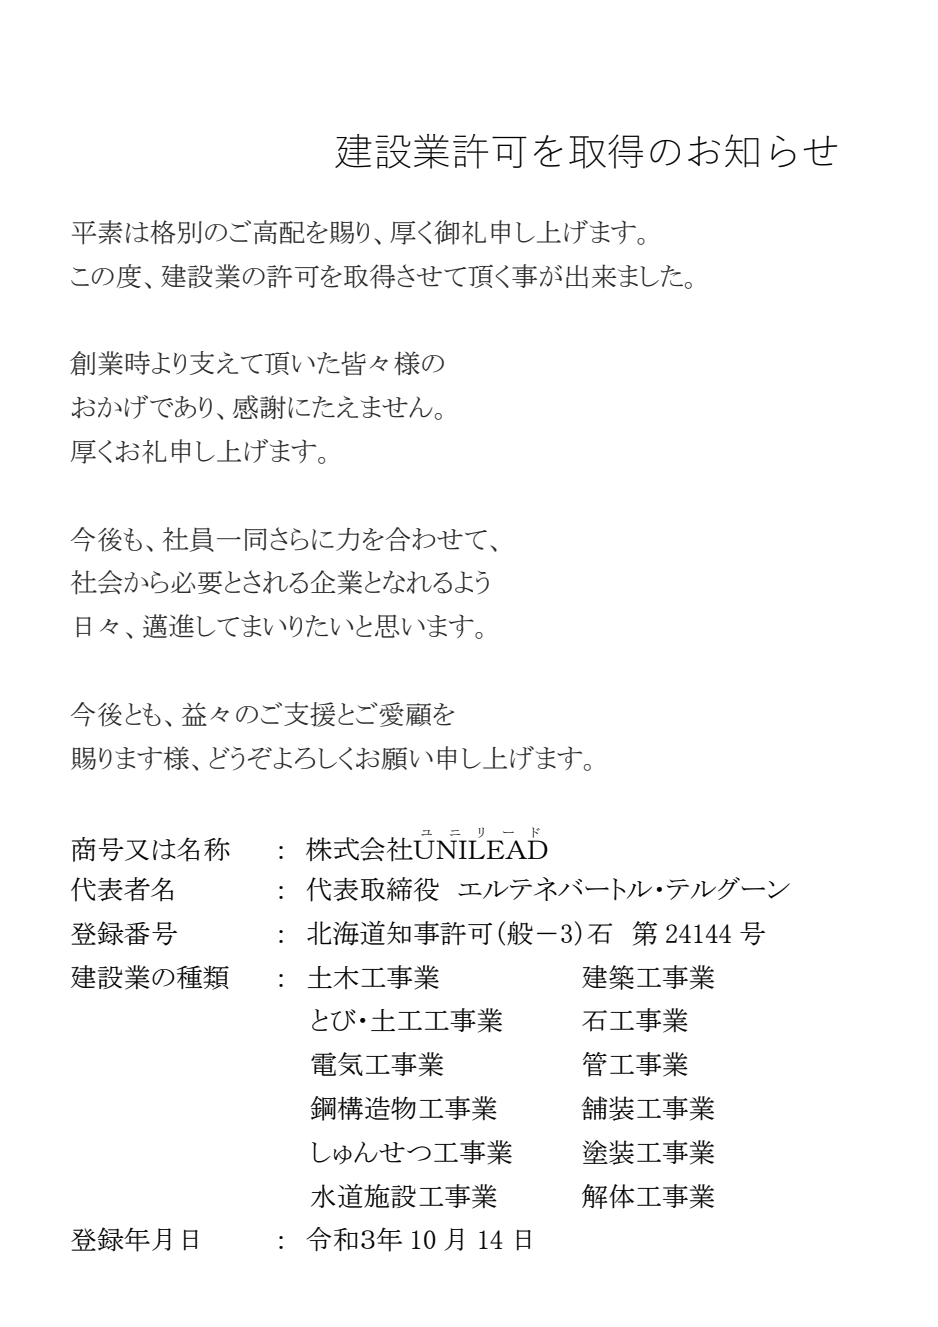 建設業許可を取得のお知らせ
平素は格別のご高配を賜り、厚く御礼申し上げます。
この度、建設業の許可を取得させて頂く事が出来ました。
創業時より支えて頂いた皆々様の
おかげであり、感謝にたえません。
厚くお礼申し上げます。
今後も、社員一同さらに力を合わせて、
社会から必要とされる企業となれるよう
日々、邁進してまいりたいと思います。
今後とも、益々のご支援とご愛顧を
賜ります様、どうぞよろしくお願い申し上げます。
ユニリード
商号又は名称 : 株式会社UNILEAD
代表者名 : 代表取締役 エルテネバートル・テルグーン
登録番号 : 北海道知事許可(般－3)石 第 24144 号
建設業の種類 : 土木工事業 建築工事業
とび・土工工事業 石工事業
電気工事業 管工事業
鋼構造物工事業 舗装工事業
しゅんせつ工事業 塗装工事業
水道施設工事業 解体工事業
登録年月日 : 令和３年 10 月 14 日